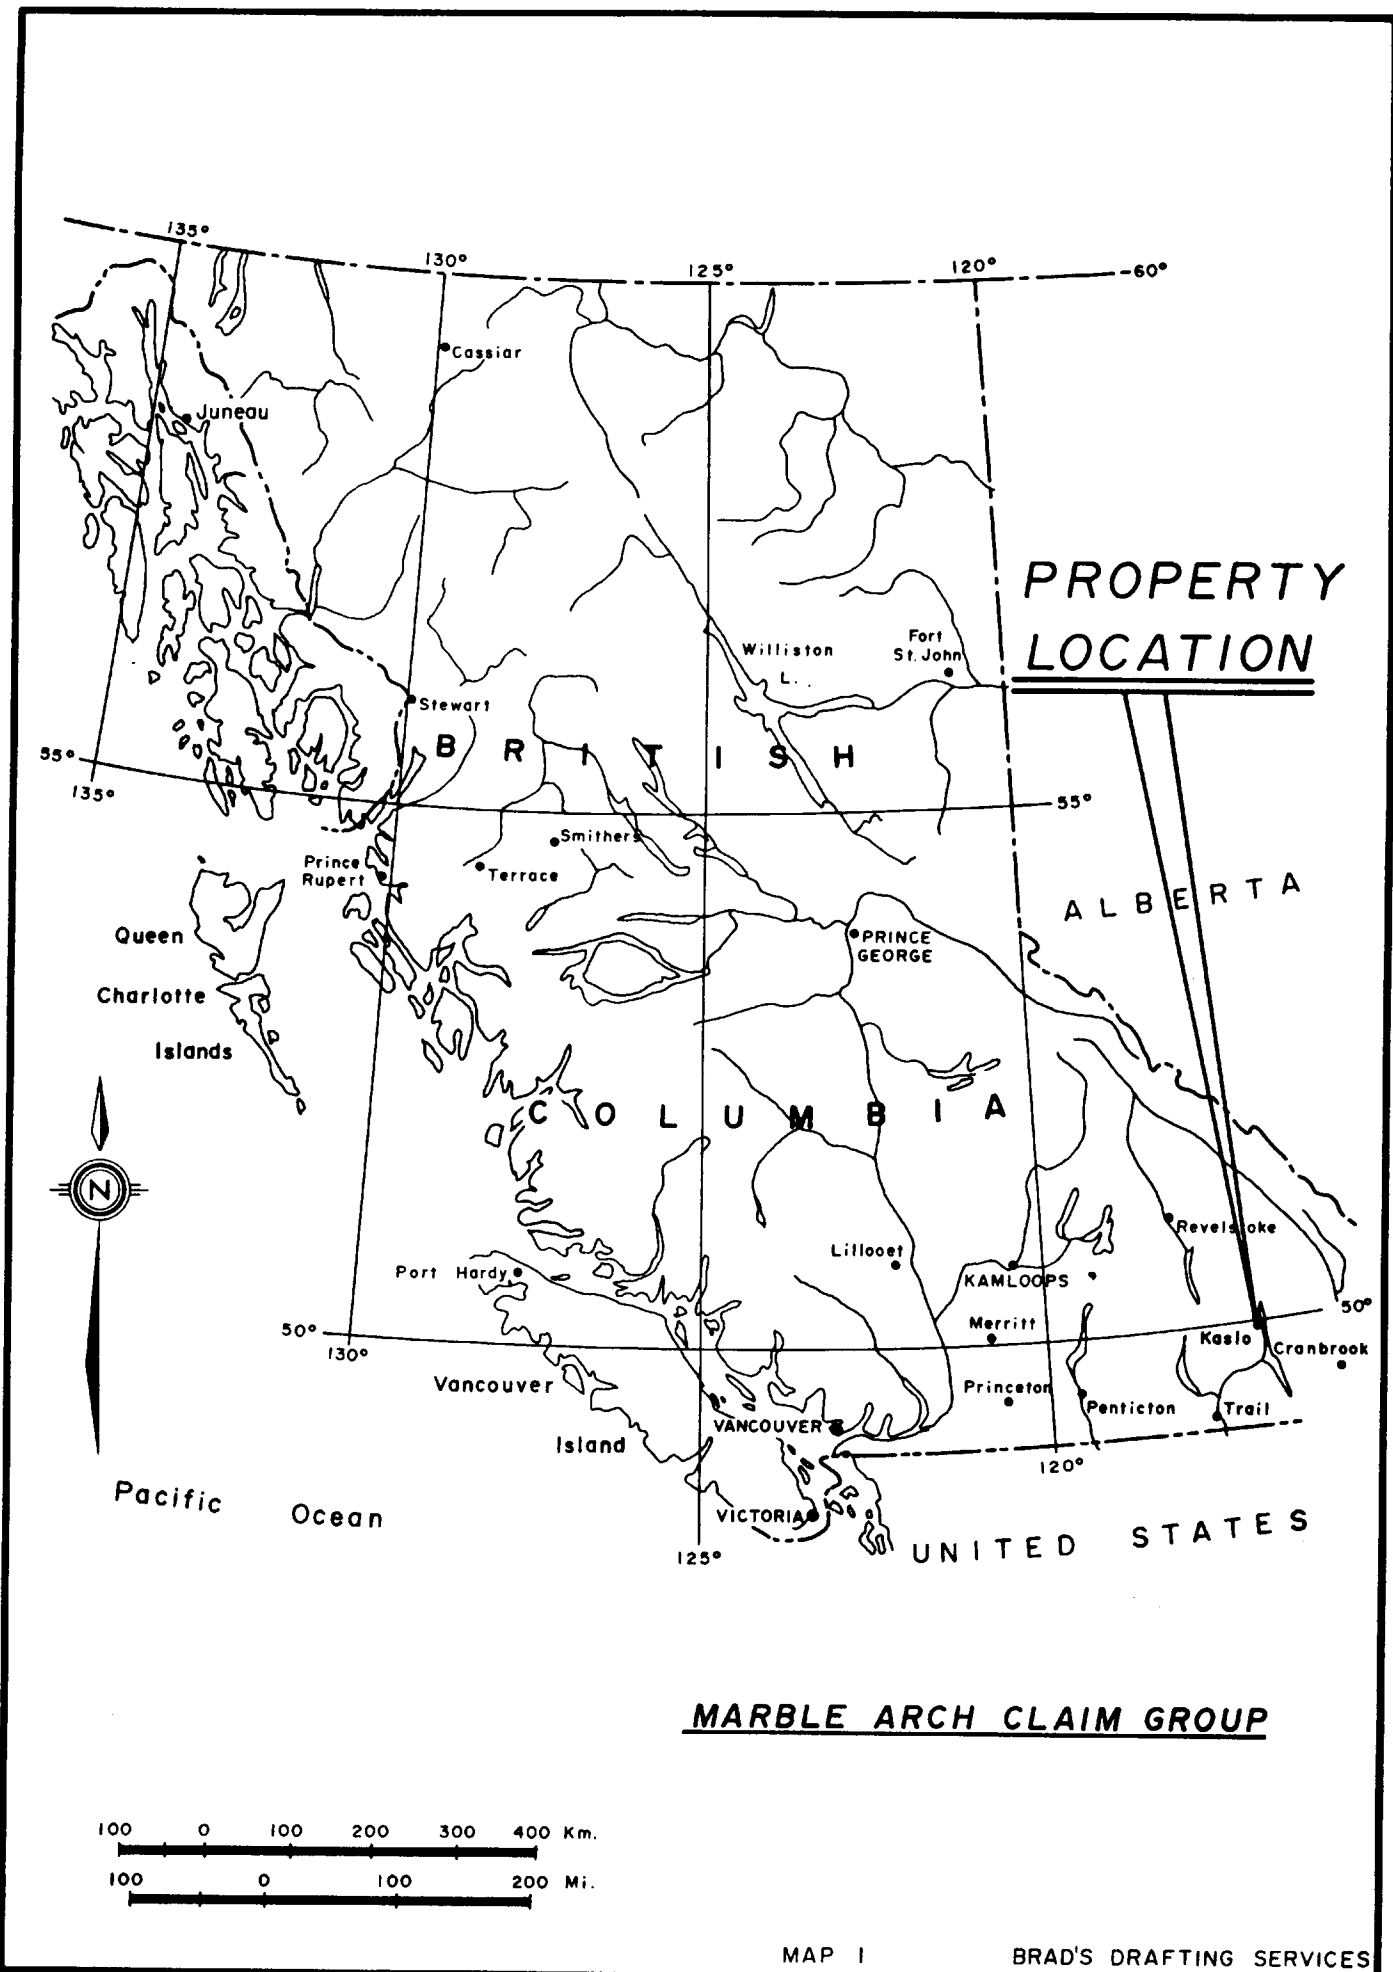 135°
130°
125°
120°
60°
Cassiar
Juneau
PROPERTY
LOCATION
Fort
St. John
Williston
L.
Stewart
BRITISH
55°
135°
55°
Smithers
Prince
Rupert
Terrace
ALBERTA
Queen
Charlotte
Islands
PRINCE
GEORGE
COLUMBIA
N
Revelstoke
Lillooet
Port Hardy
KAMLOOPS
50°
50°
130°
Merritt
Kaslo
Cranbrook
Vancouver
Island
Princeton
Penticton
Trail
VANCOUVER
120°
Pacific Ocean
VICTORIA
UNITED STATES
125°
MARBLE ARCH CLAIM GROUP
100 0 100 200 300 400 Km.
100 0 100 200 Mi.
MAP 1
BRAD'S DRAFTING SERVICES